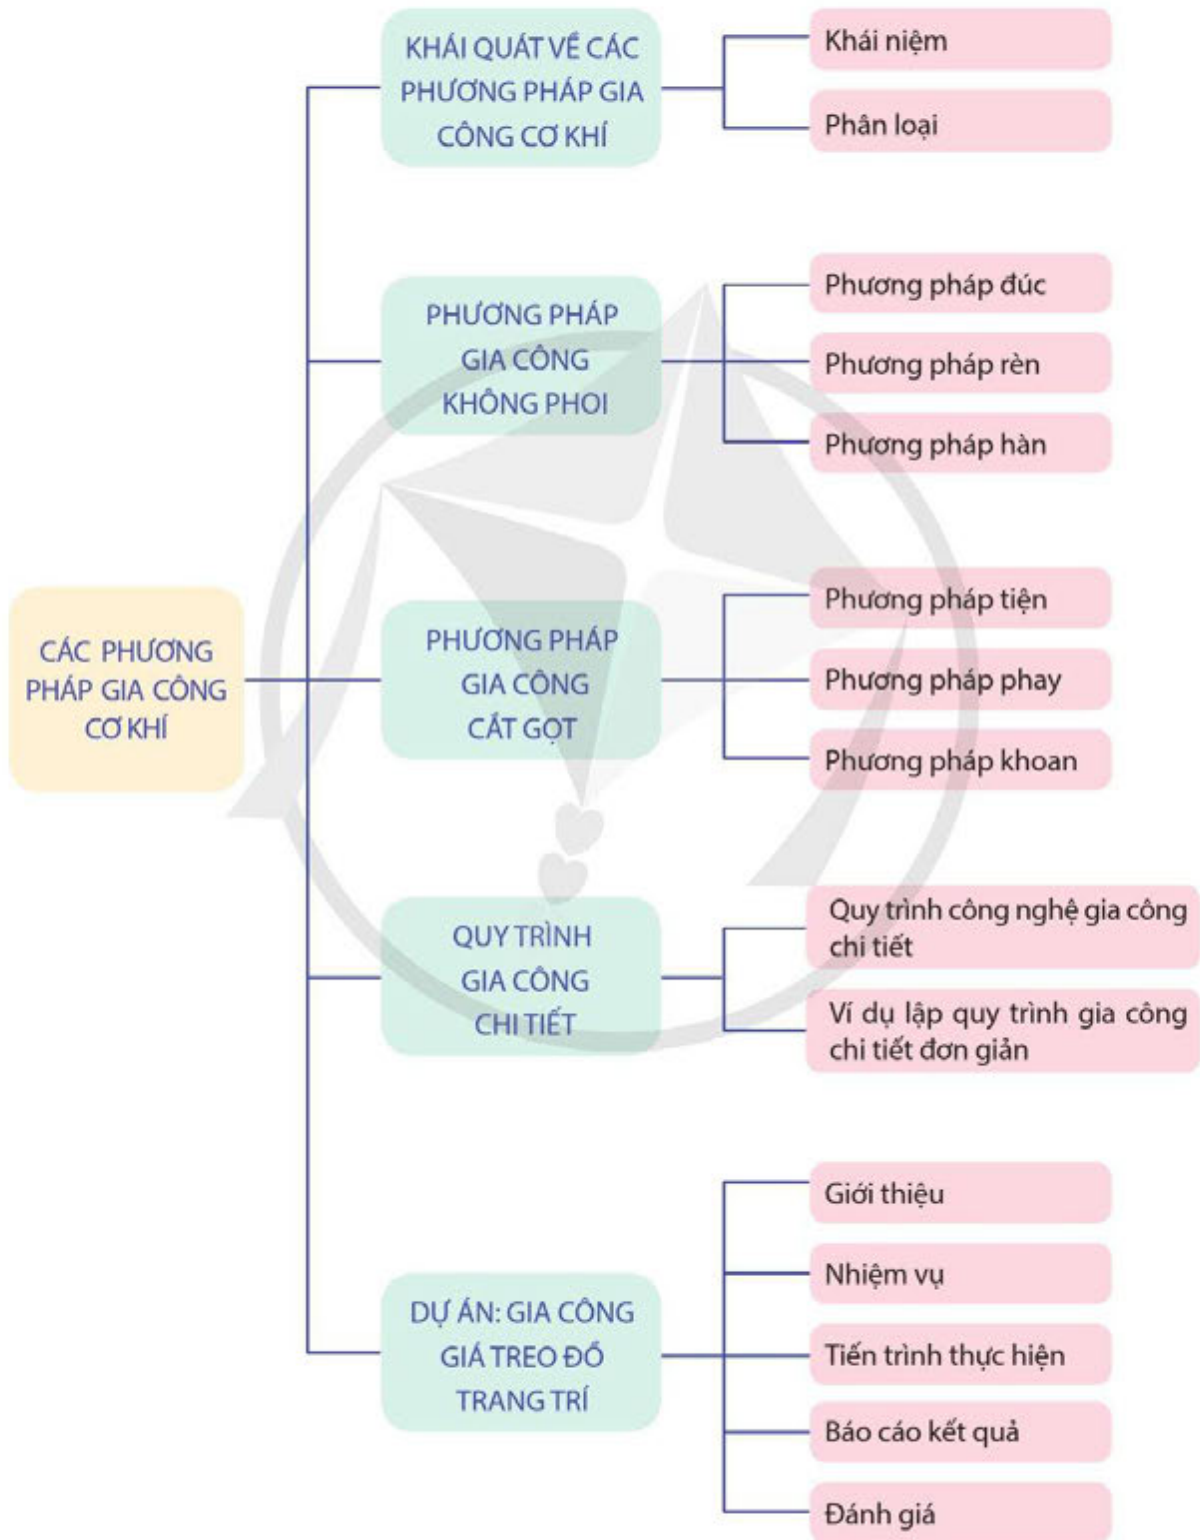 KHÁI QUÁT VỀ CÁC
PHƯƠNG PHÁP GIA
CÔNG CƠ KHÍ
Khái niệm
Phân loại
PHƯƠNG PHÁP
GIA CÔNG
KHÔNG PHOI
Phương pháp đúc
Phương pháp rèn
Phương pháp hàn
CÁC PHƯƠNG
PHÁP GIA CÔNG
CƠ KHÍ
PHƯƠNG PHÁP
GIA CÔNG
CẮT GỌT
Phương pháp tiện
Phương pháp phay
Phương pháp khoan
QUY TRÌNH
GIA CÔNG
CHI TIẾT
Quy trình công nghệ gia công
chi tiết
Ví dụ lập quy trình gia công
chi tiết đơn giản
DỰ ÁN: GIA CÔNG
GIÁ TREO ĐỒ
TRANG TRÍ
Giới thiệu
Nhiệm vụ
Tiến trình thực hiện
Báo cáo kết quả
Đánh giá